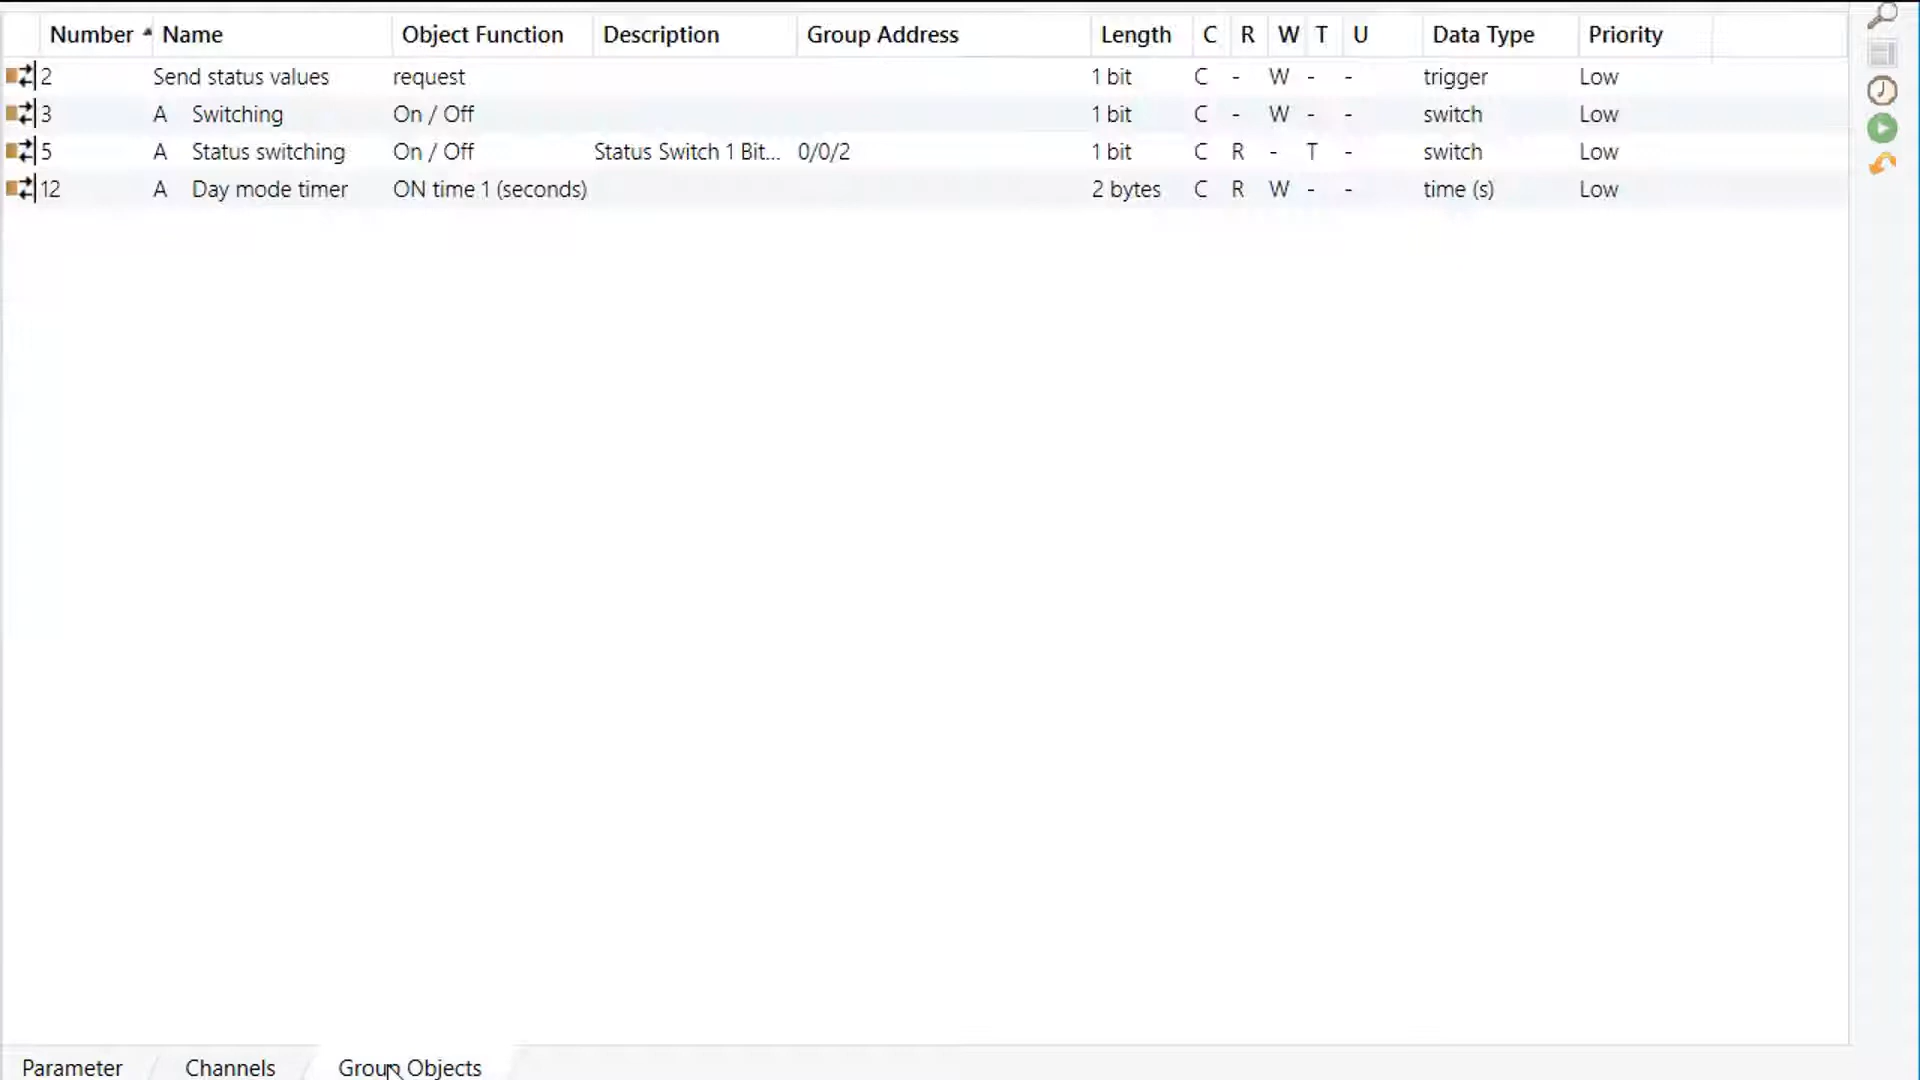 Number Name Object Function Description Group Address Length C R W T U Data Type Priority
2 Send status values request 1 bit C - W - - trigger Low
3 A Switching On / Off 1 bit C - W - - switch Low
5 A Status switching On / Off Status Switch 1 Bit... 0/0/2 1 bit C R - T - switch Low
12 A Day mode timer ON time 1 (seconds) 2 bytes C R W - - time (s) Low
Parameter Channels Group Objects